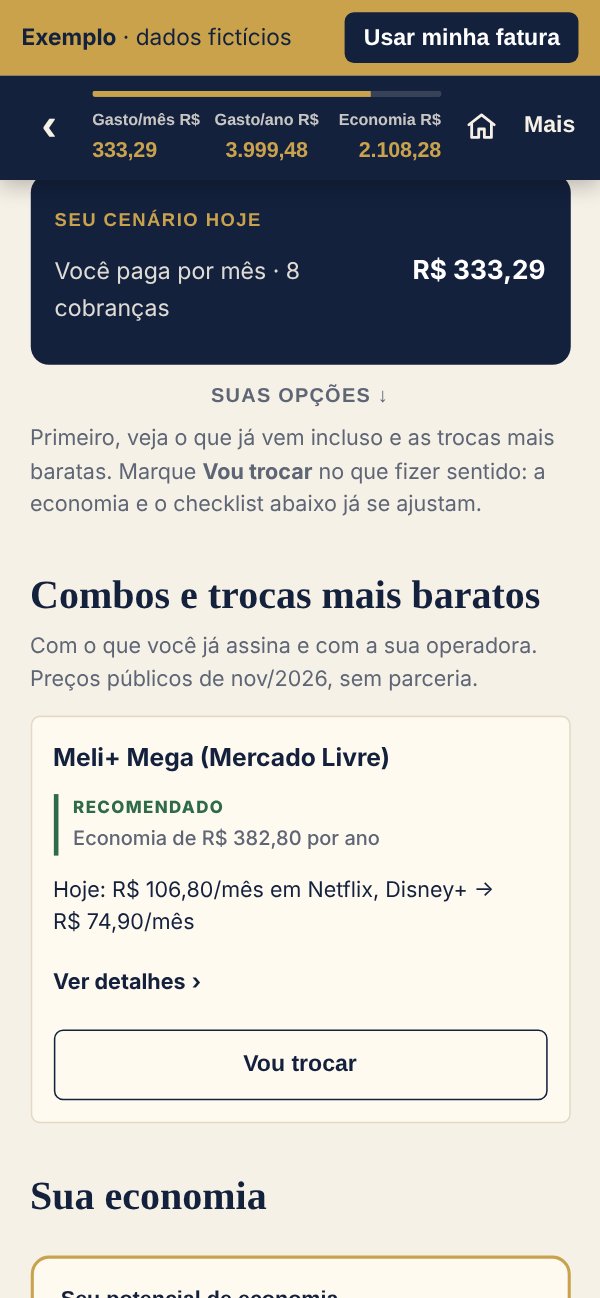 Exemplo · dados fictícios
Usar minha fatura
‹
Gasto/mês R$ Gasto/ano R$ Economia R$
333,29 3.999,48 2.108,28
Mais
SEU CENÁRIO HOJE
Você paga por mês · 8
cobranças
R$ 333,29
SUAS OPÇÕES ↓
Primeiro, veja o que já vem incluso e as trocas mais
baratas. Marque Vou trocar no que fizer sentido: a
economia e o checklist abaixo já se ajustam.
Combos e trocas mais baratos
Com o que você já assina e com a sua operadora.
Preços públicos de nov/2026, sem parceria.
Meli+ Mega (Mercado Livre)
RECOMENDADO
Economia de R$ 382,80 por ano
Hoje: R$ 106,80/mês em Netflix, Disney+ →
R$ 74,90/mês
Ver detalhes ›
Vou trocar
Sua economia
Seu potencial de economia